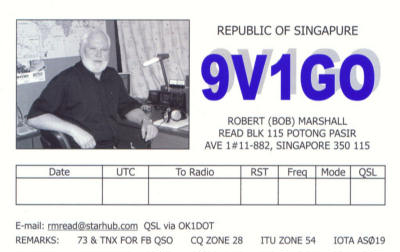 REPUBLIC OF SINGAPURE
9V1GO
ROBERT (BOB) MARSHALL
READ BLK 115 POTONG PASIR
AVE 1#11-882, SINGAPORE 350 115
Date UTC To Radio RST Freq Mode QSL
E-mail: rmread@starhub.com QSL via OK1DOT
REMARKS: 73 & TNX FOR FB QSO CQ ZONE 28 ITU ZONE 54 IOTA ASØ19